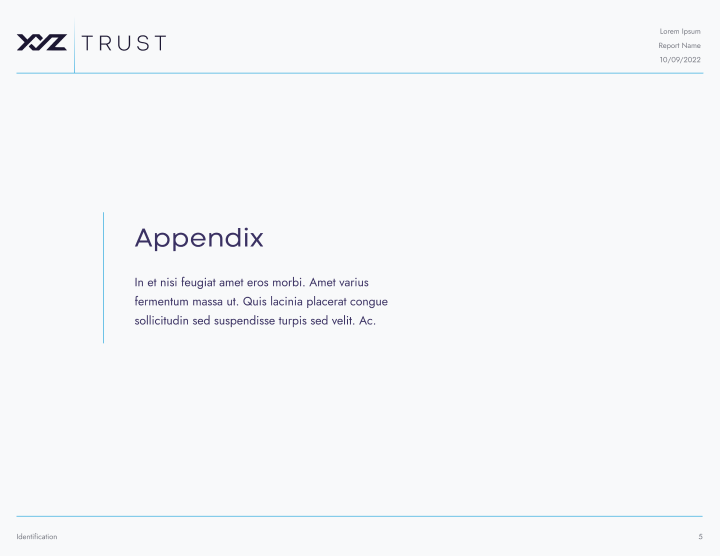 XYZ TRUST
Lorem Ipsum
Report Name
10/09/2022
Appendix
In et nisi feugiat amet eros morbi. Amet varius
fermentum massa ut. Quis lacinia placerat congue
sollicitudin sed suspendisse turpis sed velit. Ac.
Identification
5